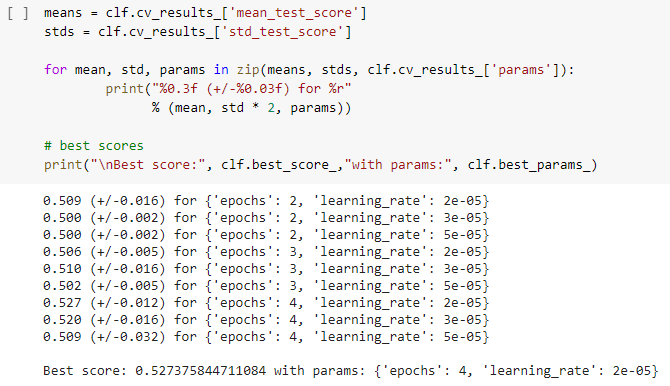 [ ] means = clf.cv_results_['mean_test_score']
stds = clf.cv_results_['std_test_score']
for mean, std, params in zip(means, stds, clf.cv_results_['params']):
print("%0.3f (+/-%0.03f) for %r"
% (mean, std * 2, params))
# best scores
print("\nBest score:", clf.best_score_,"with params:", clf.best_params_)
0.509 (+/-0.016) for {'epochs': 2, 'learning_rate': 2e-05}
0.500 (+/-0.002) for {'epochs': 2, 'learning_rate': 3e-05}
0.500 (+/-0.002) for {'epochs': 2, 'learning_rate': 5e-05}
0.506 (+/-0.005) for {'epochs': 3, 'learning_rate': 2e-05}
0.510 (+/-0.016) for {'epochs': 3, 'learning_rate': 3e-05}
0.502 (+/-0.005) for {'epochs': 3, 'learning_rate': 5e-05}
0.527 (+/-0.012) for {'epochs': 4, 'learning_rate': 2e-05}
0.520 (+/-0.016) for {'epochs': 4, 'learning_rate': 3e-05}
0.509 (+/-0.032) for {'epochs': 4, 'learning_rate': 5e-05}
Best score: 0.527375844711084 with params: {'epochs': 4, 'learning_rate': 2e-05}